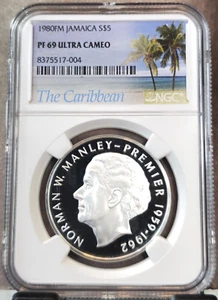 1980FM JAMAICA S$5
PF 69 ULTRA CAMEO
8375517-004
The Caribbean
NGC
NORMAN W. MANLEY-PREMIER 1959-1962